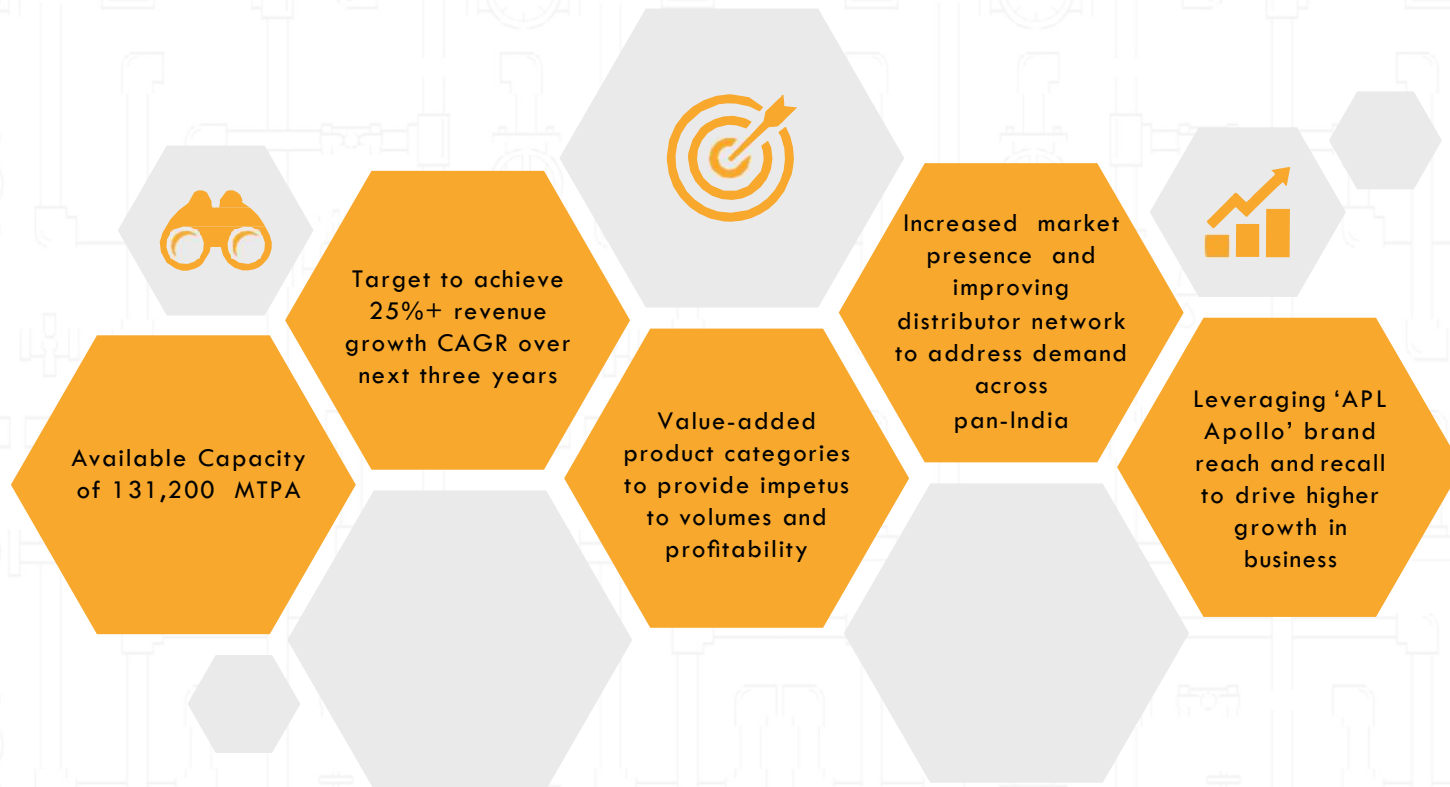 Available Capacity
of 131,200 MTPA
Target to achieve
25%+ revenue
growth CAGR over
next three years
Value-added
product categories
to provide impetus
to volumes and
profitability
Increased market
presence and
improving
distributor network
to address demand
across
pan-India
Leveraging ‘APL
Apollo’ brand
reach and recall
to drive higher
growth in
business